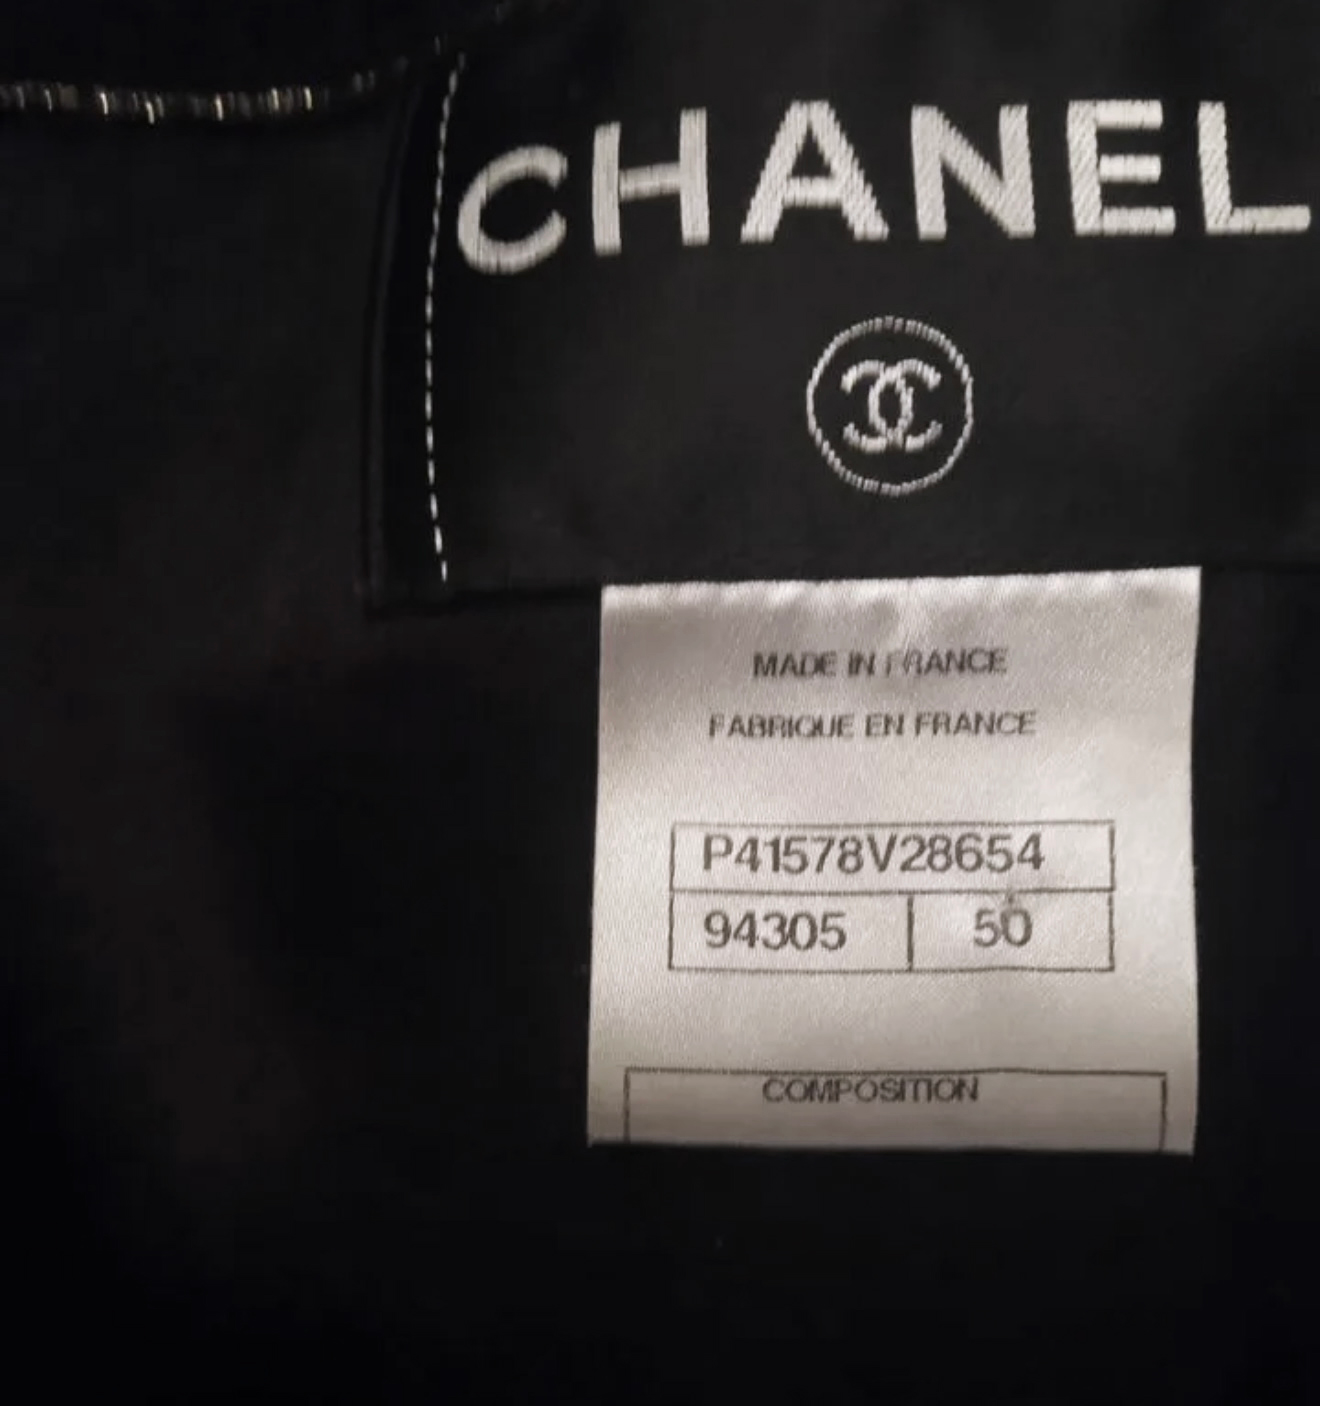 CHANEL
MADE IN FRANCE
FABRIQUE EN FRANCE
P41578V28654
94305 50
COMPOSITION